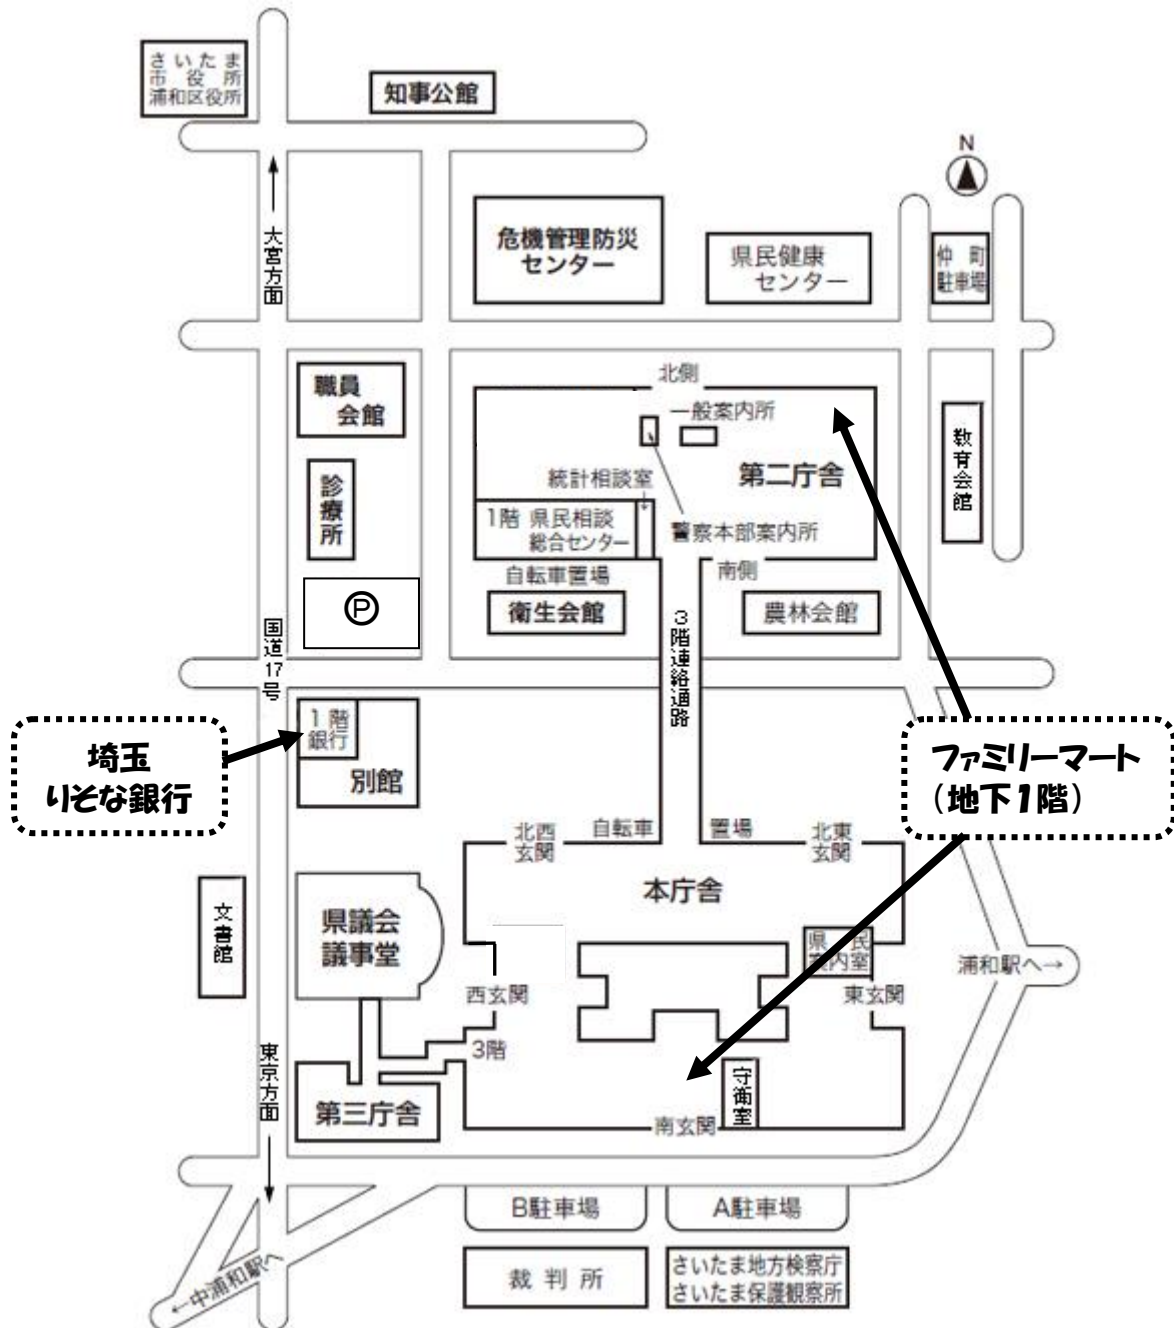 さいたま
市役所
浦和区役所
知事公館
N
大宮方面
危機管理防災
センター
県民健康
センター
仲町
駐車場
職員
会館
北側
一般案内所
教育会館
診療所
統計相談室
第二庁舎
1階 県民相談
総合センター
警察本部案内所
自転車置場
南側
P
衛生会館
農林会館
国道17号
3階連絡通路
1階
銀行
別館
埼玉
りそな銀行
ファミリーマート
（地下1階）
北西
玄関
自転車 置場
北東
玄関
本庁舎
文書館
県議会
議事堂
県民
案内室
浦和駅へ→
西玄関
東玄関
3階
東京方面
守衛室
第三庁舎
南玄関
B駐車場
A駐車場
←中浦和駅へ
裁判所
さいたま地方検察庁
さいたま保護観察所